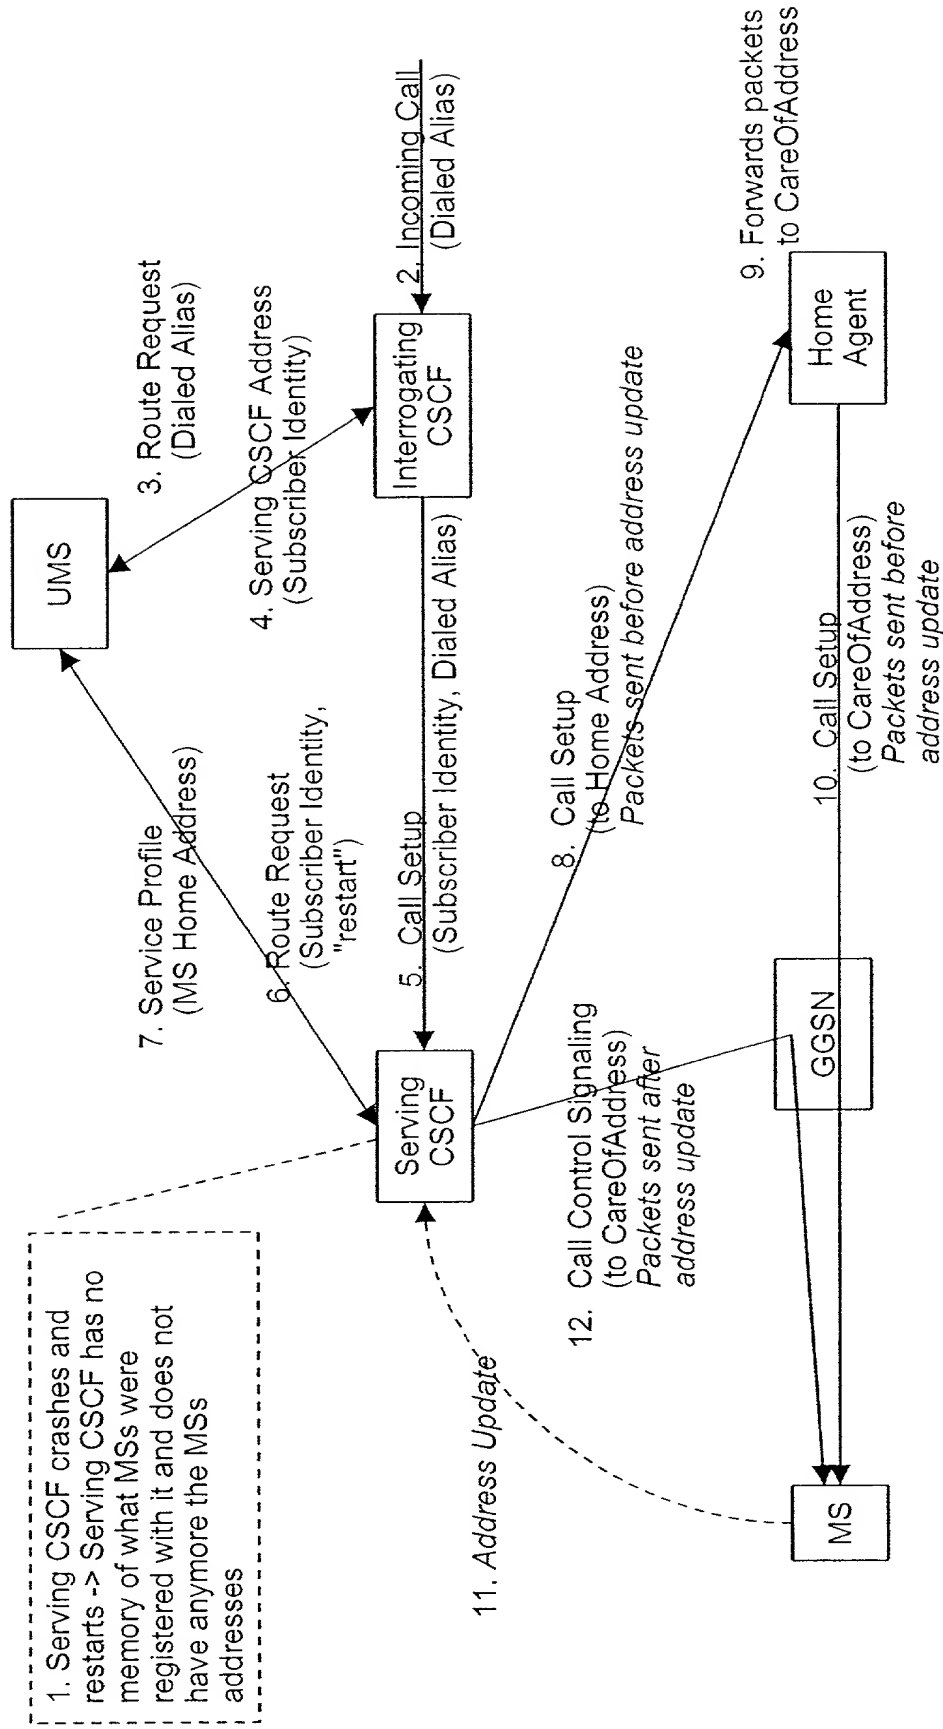 1. Serving CSCF crashes and
restarts -> Serving CSCF has no
memory of what MSs were
registered with it and does not
have anymore the MSs
addresses
UMS
7. Service Profile
(MS Home Address)
3. Route Request
(Dialed Alias)
6. Route Request
(Subscriber Identity,
"restart")
4. Serving CSCF Address
(Subscriber Identity)
Serving
CSCF
5. Call Setup
(Subscriber Identity, Dialed Alias)
Interrogating
CSCF
2. Incoming Call
(Dialed Alias)
11. Address Update
12. Call Control Signaling
(to CareOfAddress)
Packets sent after
address update
8. Call Setup
(to Home Address)
Packets sent before address update
9. Forwards packets
to CareOfAddress
MS
GGSN
10. Call Setup
(to CareOfAddress)
Packets sent before
address update
Home
Agent